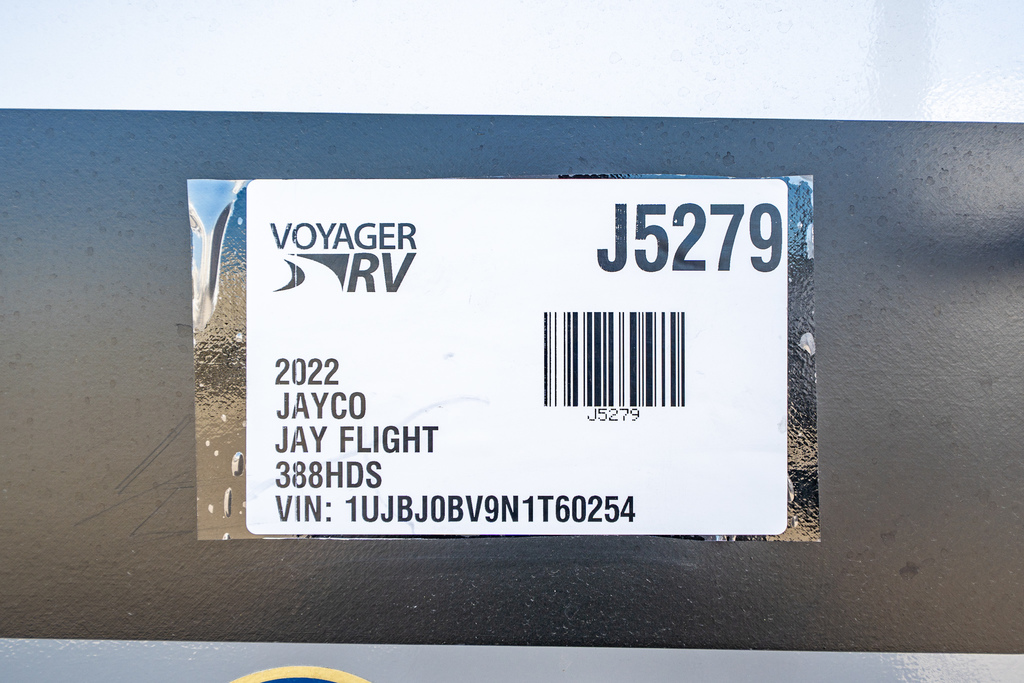 VOYAGER
RV
J5279
J5279
2022
JAYCO
JAY FLIGHT
388HDS
VIN: 1UJBJ0BV9N1T60254